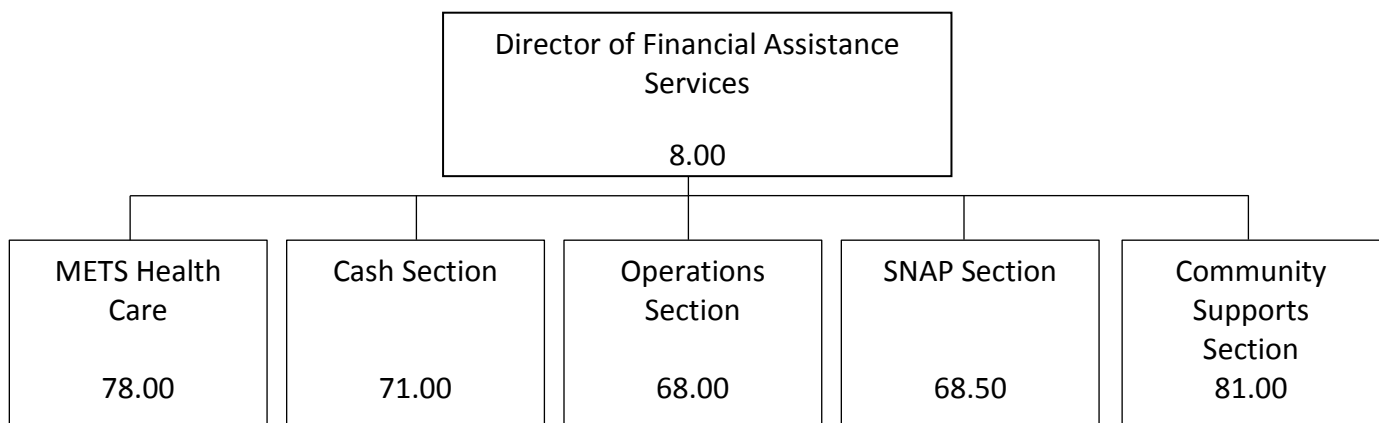 Director of Financial Assistance
Services
8.00
METS Health
Care
78.00
Cash Section
71.00
Operations
Section
68.00
SNAP Section
68.50
Community
Supports
Section
81.00